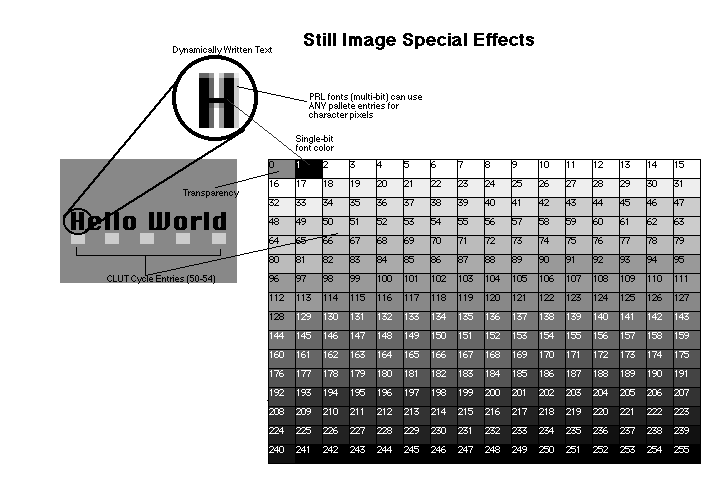 Still Image Special Effects
Dynamically Written Text
H
PRL fonts (multi-bit) can use
ANY pallete entries for
character pixels
Single-bit
font color
Transparency
Hello World
CLUT Cycle Entries (50-54)
0 1 2 3 4 5 6 7 8 9 10 11 12 13 14 15
16 17 18 19 20 21 22 23 24 25 26 27 28 29 30 31
32 33 34 35 36 37 38 39 40 41 42 43 44 45 46 47
48 49 50 51 52 53 54 55 56 57 58 59 60 61 62 63
64 65 66 67 68 69 70 71 72 73 74 75 76 77 78 79
80 81 82 83 84 85 86 87 88 89 90 91 92 93 94 95
96 97 98 99 100 101 102 103 104 105 106 107 108 109 110 111
112 113 114 115 116 117 118 119 120 121 122 123 124 125 126 127
128 129 130 131 132 133 134 135 136 137 138 139 140 141 142 143
144 145 146 147 148 149 150 151 152 153 154 155 156 157 158 159
160 161 162 163 164 165 166 167 168 169 170 171 172 173 174 175
176 177 178 179 180 181 182 183 184 185 186 187 188 189 190 191
192 193 194 195 196 197 198 199 200 201 202 203 204 205 206 207
208 209 210 211 212 213 214 215 216 217 218 219 220 221 222 223
224 225 226 227 228 229 230 231 232 233 234 235 236 237 238 239
240 241 242 243 244 245 246 247 248 249 250 251 252 253 254 255